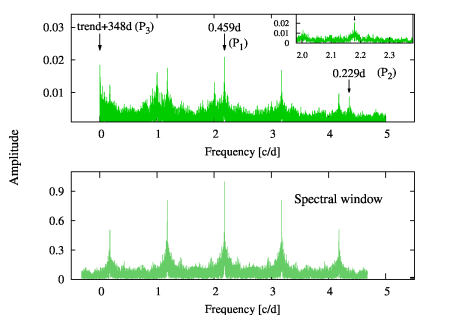 trend+348d (P3)
0.459d
(P1)
0.02
0.01
0.00
2.0 2.1 2.2 2.3
0.229d (P2)
0.03
0.02
0.01
0 1 2 3 4 5
Frequency [c/d]
Amplitude
Spectral window
0.9
0.6
0.3
0
0 1 2 3 4 5
Frequency [c/d]